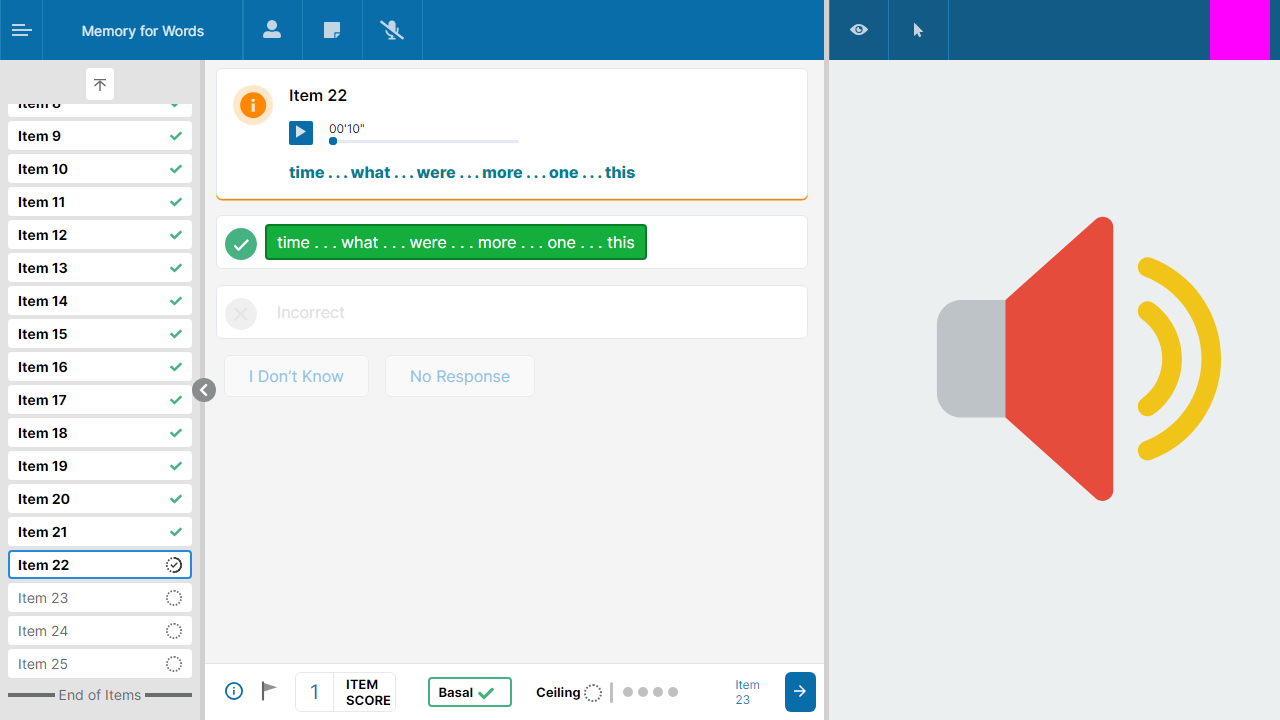 Memory for Words
Item 8
Item 9
Item 10
Item 11
Item 12
Item 13
Item 14
Item 15
Item 16
Item 17
Item 18
Item 19
Item 20
Item 21
Item 22
Item 23
Item 24
Item 25
End of Items
Item 22
00'10"
time . . . what . . . were . . . more . . . one . . . this
time . . . what . . . were . . . more . . . one . . . this
Incorrect
I Don't Know
No Response
1
ITEM
SCORE
Basal
Ceiling
Item
23